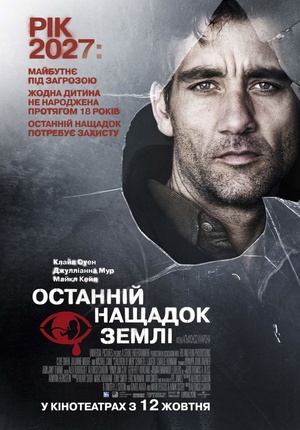 РІК
2027:
МАЙБУТНЄ
ПІД ЗАГРОЗОЮ
ЖОДНА ДИТИНА
НЕ НАРОДЖЕНА
ПРОТЯГОМ 18 РОКІВ
ОСТАННІЙ НАЩАДОК
ПОТРЕБУЄ ЗАХИСТУ
Клайв Оуен
Джулліанна Мур
Майкл Кейн
ОСТАННІЙ
НАЩАДОК
ЗЕМЛІ
У КІНОТЕАТРАХ З 12 ЖОВТНЯ